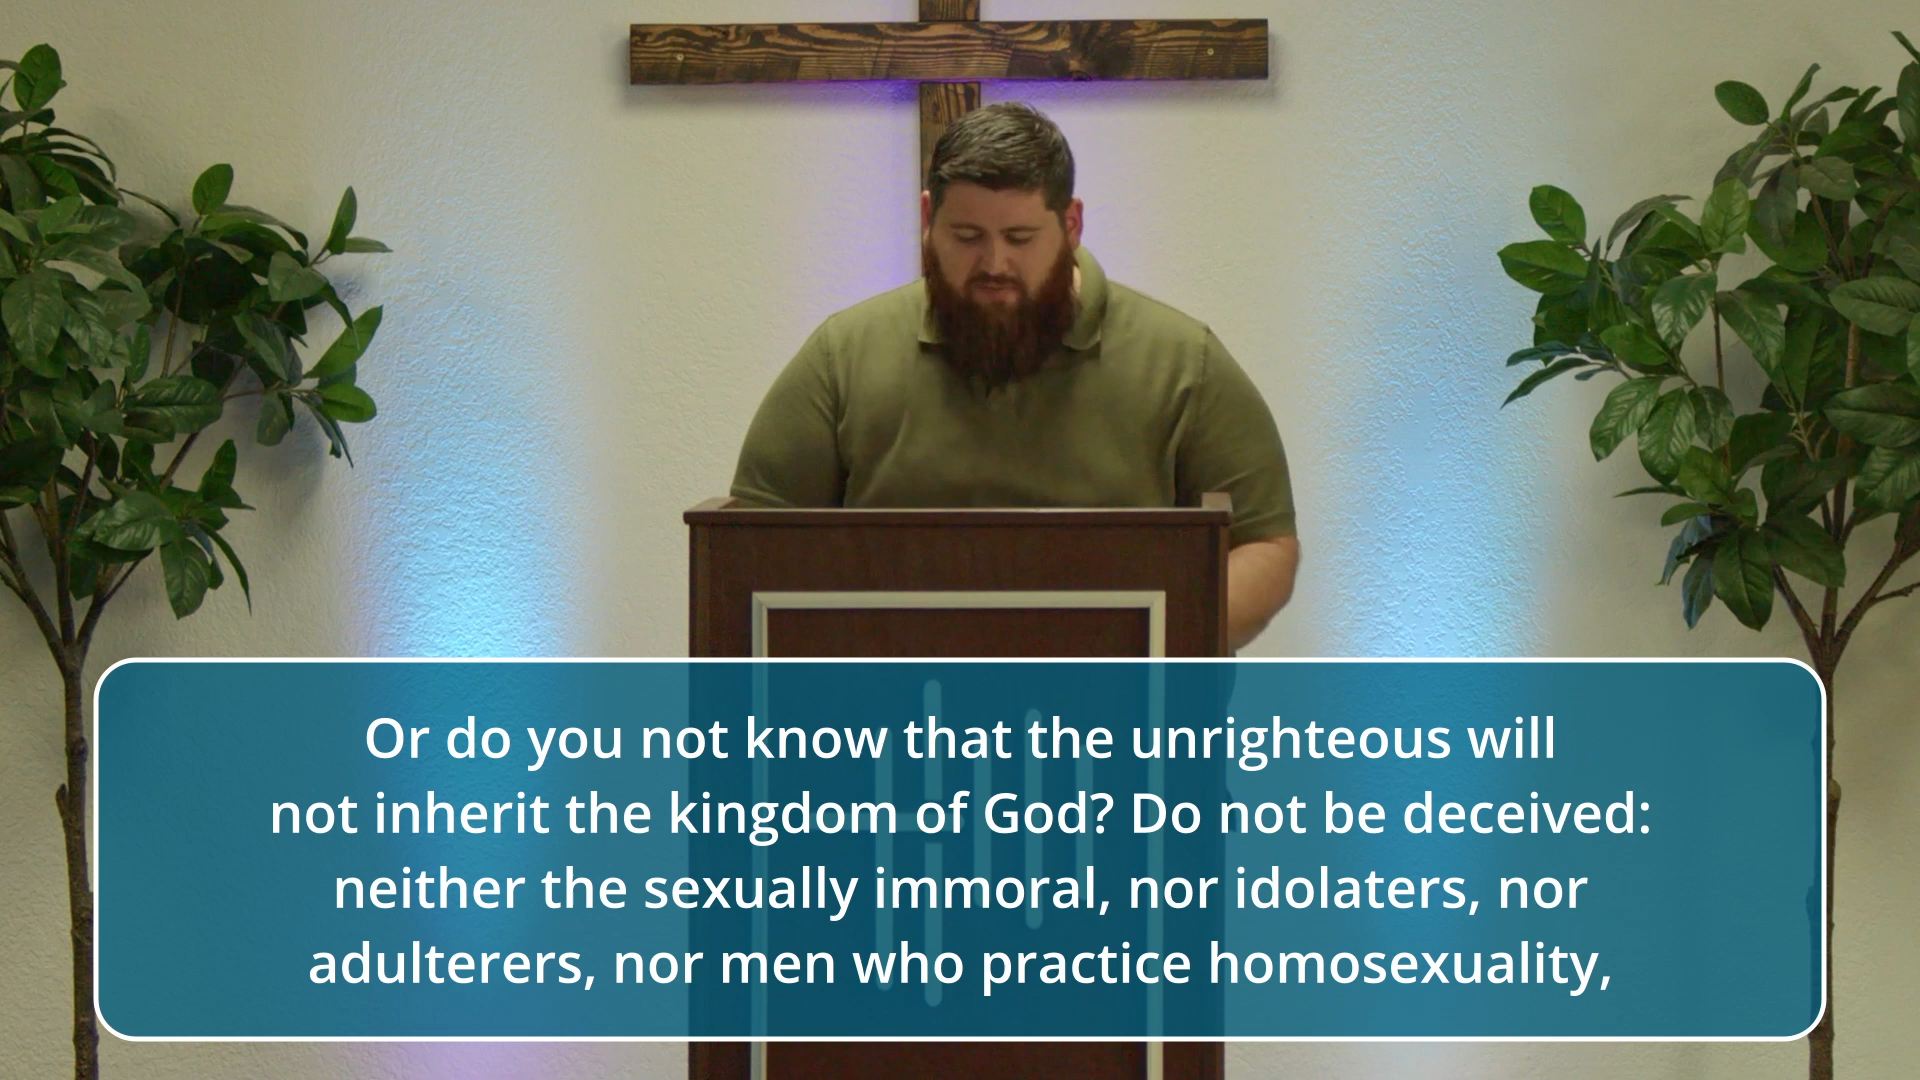 Or do you not know that the unrighteous will
not inherit the kingdom of God? Do not be deceived:
neither the sexually immoral, nor idolaters, nor
adulterers, nor men who practice homosexuality,